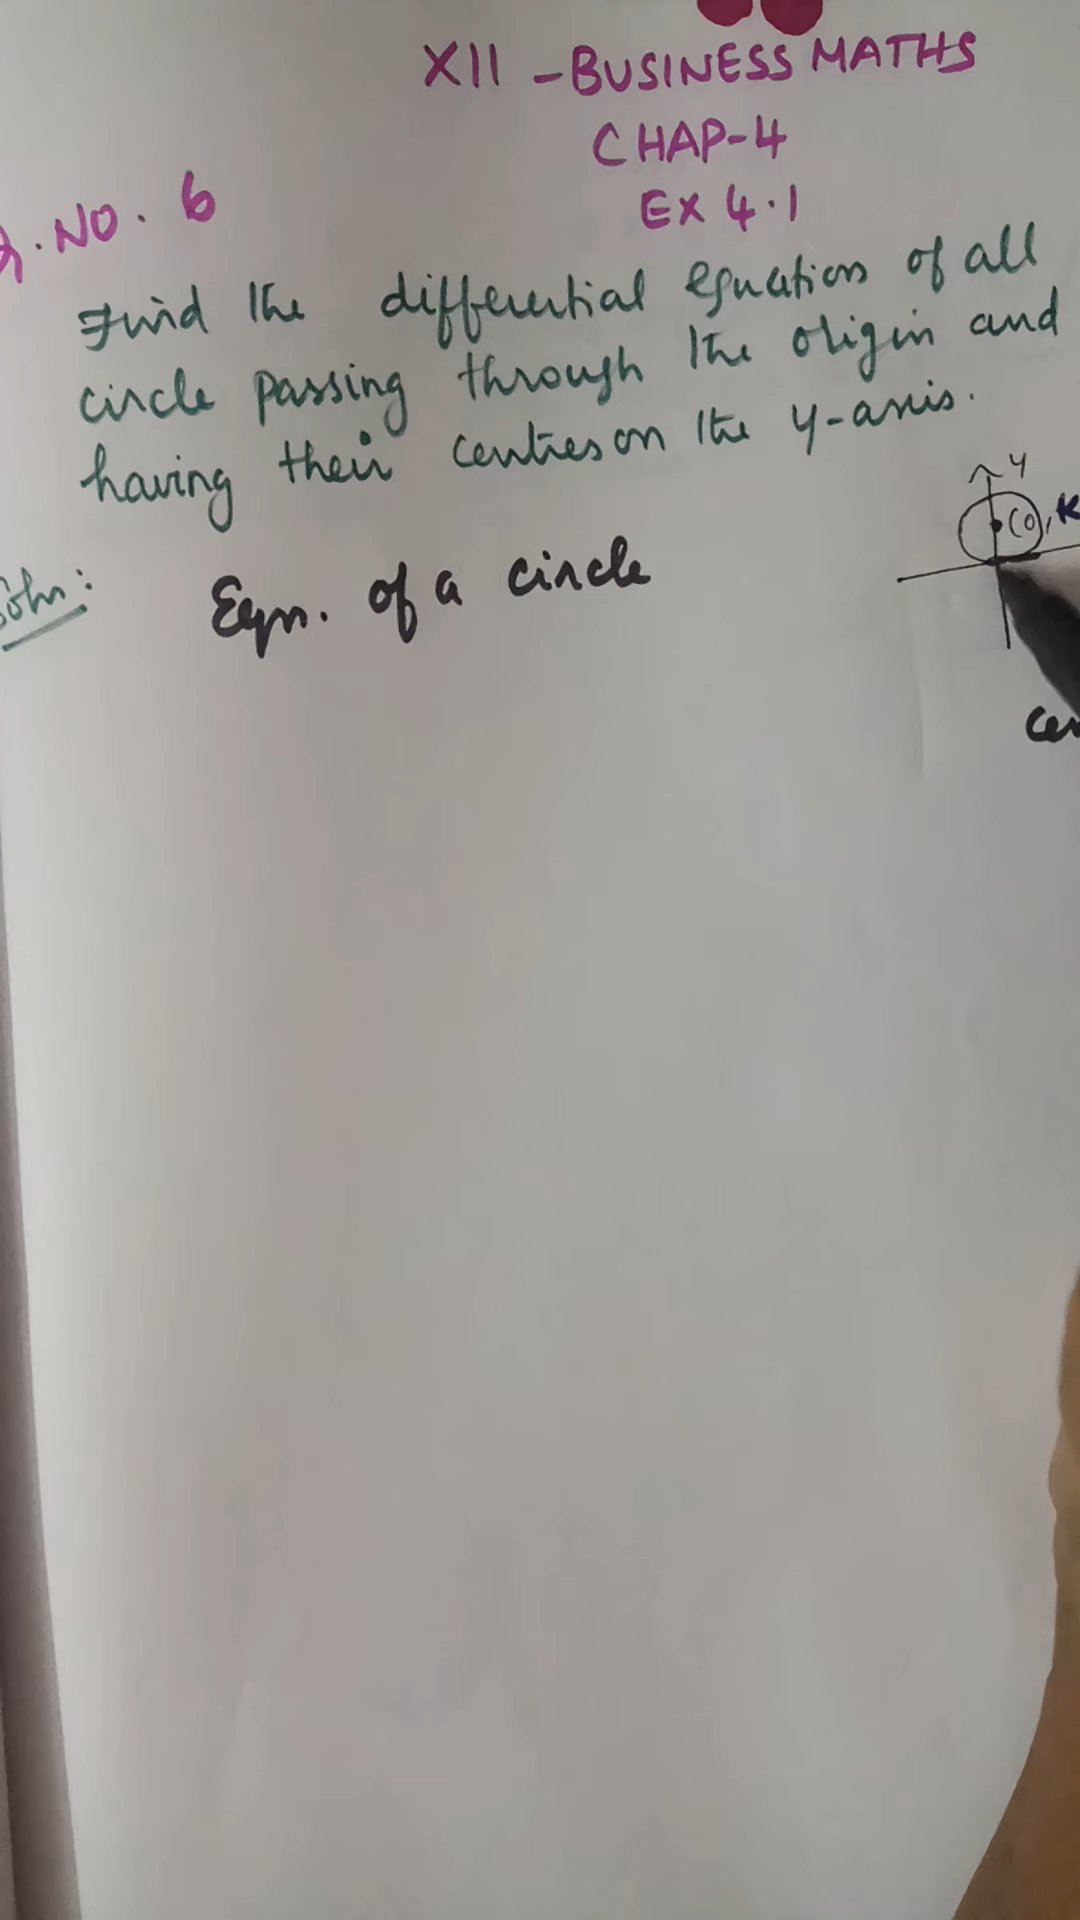 XII - BUSINESS MATHS
CHAP-4
EX 4.1
Q.NO. 6
Find the differential equation of all
circle passing through the origin and
having their centres on the y-axis.
Y
C(0, K
Soln:
Eqn. of a circle